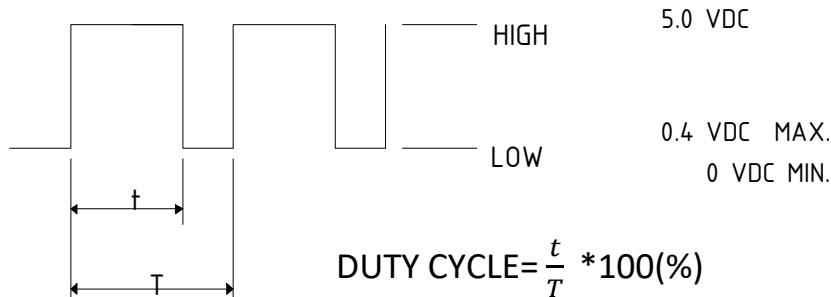 HIGH 5.0 VDC
LOW 0.4 VDC MAX.
0 VDC MIN.
t
T
DUTY CYCLE= t/T *100(%)